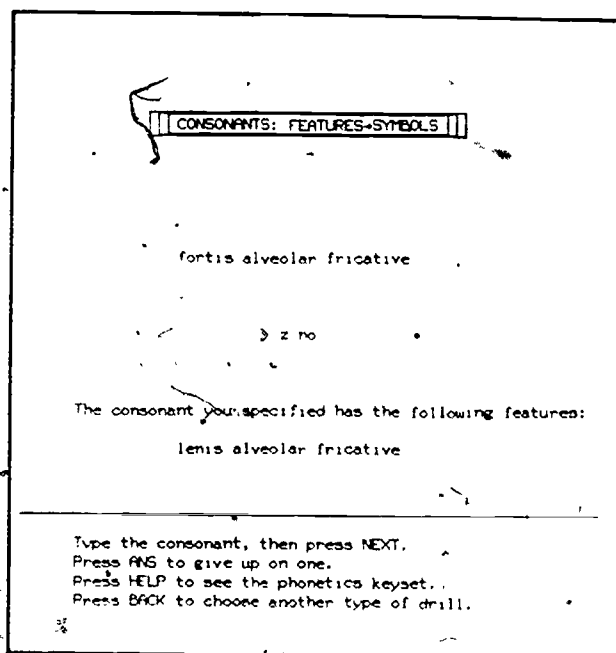 CONSONANTS: FEATURES→SYMBOLS
fortis alveolar fricative
> z no
The consonant you specified has the following features:
lenis alveolar fricative
Type the consonant, then press NEXT.
Press ANS to give up on one.
Press HELP to see the phonetics keyset.
Press BACK to choose another type of drill.